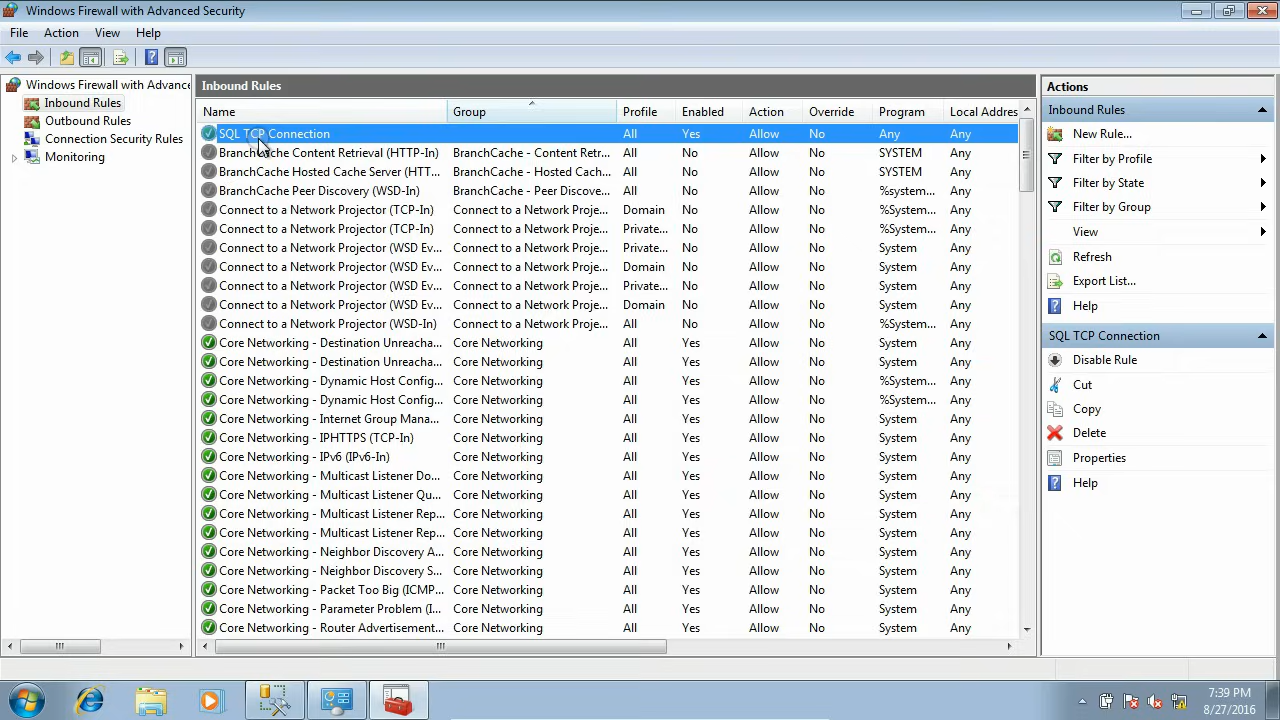 Windows Firewall with Advanced Security
File Action View Help
Windows Firewall with Advance
Inbound Rules
Outbound Rules
Connection Security Rules
Monitoring
Inbound Rules
Name Group Profile Enabled Action Override Program Local Addres
SQL TCP Connection All Yes Allow No Any Any
BranchCache Content Retrieval (HTTP-In) BranchCache - Content Retr... All No Allow No SYSTEM Any
BranchCache Hosted Cache Server (HTT... BranchCache - Hosted Cach... All No Allow No SYSTEM Any
BranchCache Peer Discovery (WSD-In) BranchCache - Peer Discove... All No Allow No %system... Any
Connect to a Network Projector (TCP-In) Connect to a Network Proje... Domain No Allow No %System... Any
Connect to a Network Projector (TCP-In) Connect to a Network Proje... Private... No Allow No %System... Any
Connect to a Network Projector (WSD Ev... Connect to a Network Proje... Private... No Allow No System Any
Connect to a Network Projector (WSD Ev... Connect to a Network Proje... Domain No Allow No System Any
Connect to a Network Projector (WSD Ev... Connect to a Network Proje... Private... No Allow No System Any
Connect to a Network Projector (WSD Ev... Connect to a Network Proje... Domain No Allow No System Any
Connect to a Network Projector (WSD-In) Connect to a Network Proje... All No Allow No %System... Any
Core Networking - Destination Unreacha... Core Networking All Yes Allow No System Any
Core Networking - Destination Unreacha... Core Networking All Yes Allow No System Any
Core Networking - Dynamic Host Config... Core Networking All Yes Allow No %System... Any
Core Networking - Dynamic Host Config... Core Networking All Yes Allow No %System... Any
Core Networking - Internet Group Mana... Core Networking All Yes Allow No System Any
Core Networking - IPHTTPS (TCP-In) Core Networking All Yes Allow No System Any
Core Networking - IPv6 (IPv6-In) Core Networking All Yes Allow No System Any
Core Networking - Multicast Listener Do... Core Networking All Yes Allow No System Any
Core Networking - Multicast Listener Qu... Core Networking All Yes Allow No System Any
Core Networking - Multicast Listener Rep... Core Networking All Yes Allow No System Any
Core Networking - Multicast Listener Rep... Core Networking All Yes Allow No System Any
Core Networking - Neighbor Discovery A... Core Networking All Yes Allow No System Any
Core Networking - Neighbor Discovery S... Core Networking All Yes Allow No System Any
Core Networking - Packet Too Big (ICMP... Core Networking All Yes Allow No System Any
Core Networking - Parameter Problem (I... Core Networking All Yes Allow No System Any
Core Networking - Router Advertisement... Core Networking All Yes Allow No System Any
Actions
Inbound Rules
New Rule...
Filter by Profile
Filter by State
Filter by Group
View
Refresh
Export List...
Help
SQL TCP Connection
Disable Rule
Cut
Copy
Delete
Properties
Help
7:39 PM
8/27/2016